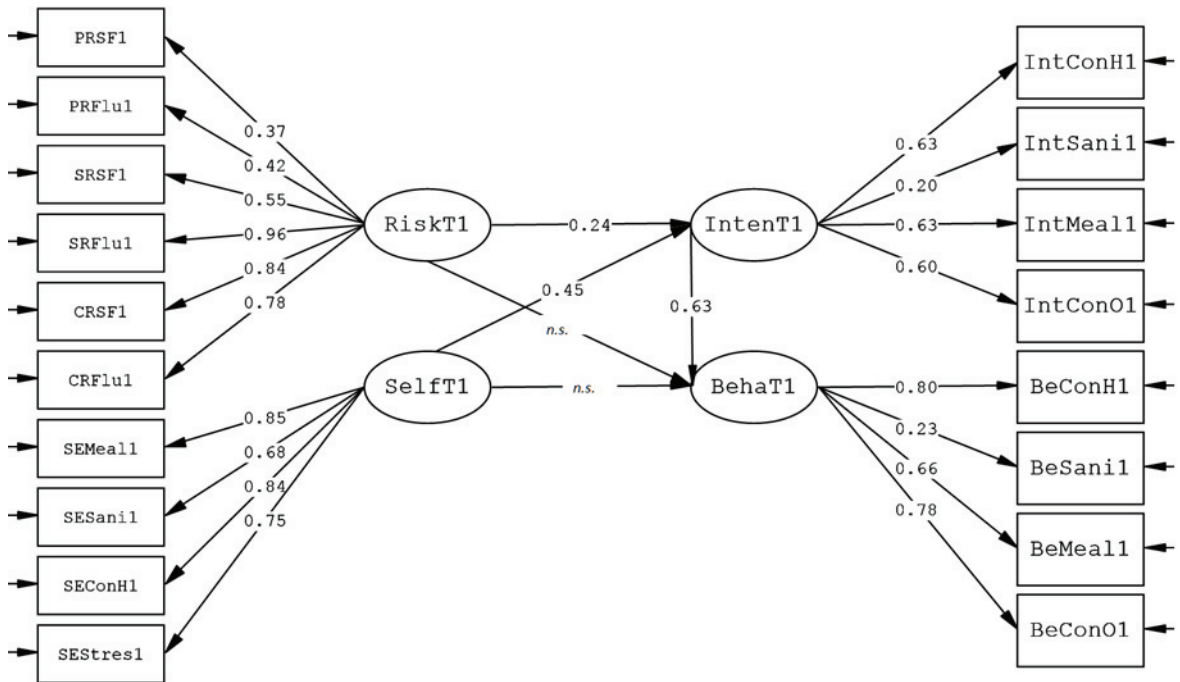 PRSF1
PRFlu1
SRSF1
SRFlu1
CRSF1
CRFlu1
SEMeal1
SESani1
SEConH1
SEStres1
0.37
0.42
0.55
0.96
0.84
0.78
0.85
0.68
0.84
0.75
RiskT1
SelfT1
0.24
0.45
n.s.
n.s.
0.63
IntenT1
BehaT1
0.63
0.20
0.63
0.60
0.80
0.23
0.66
0.78
IntConH1
IntSani1
IntMeal1
IntConO1
BeConH1
BeSani1
BeMeal1
BeConO1